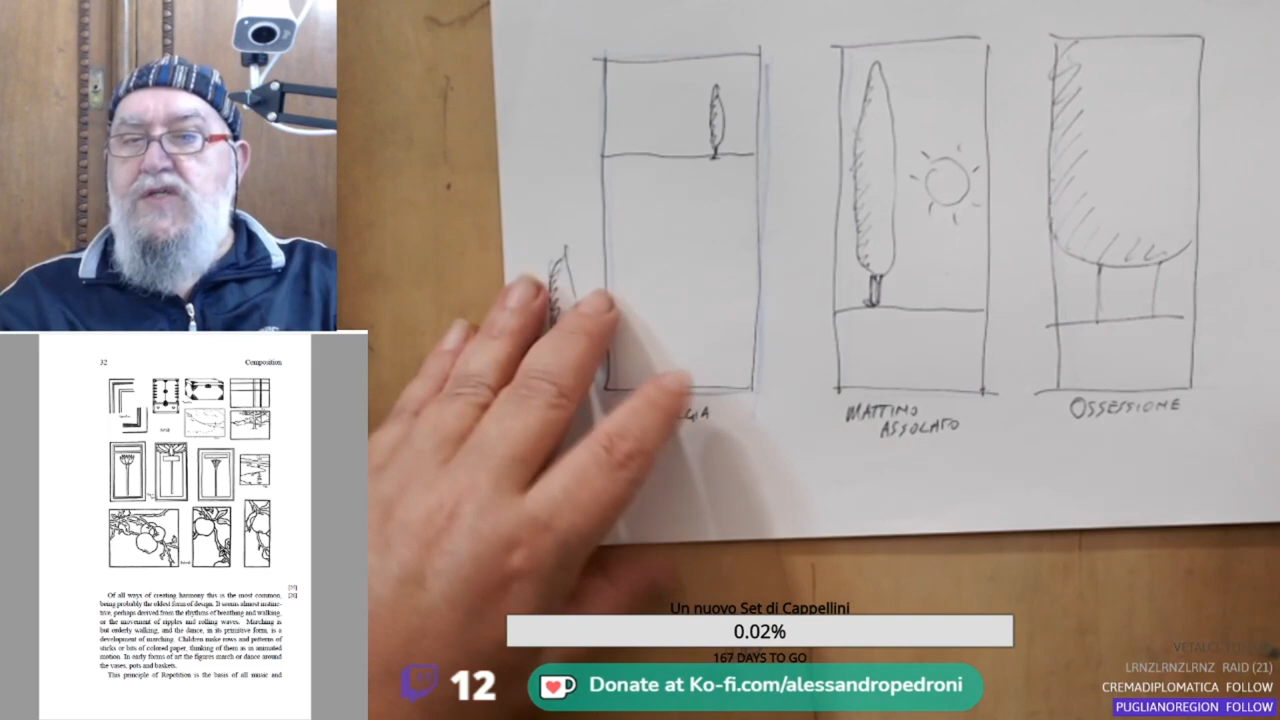 32 Composition
Of all ways of creating harmony this is the most common,
being probably the oldest form of design. It seems almost instinc-
tive, perhaps derived from the rhythms of breathing and walking,
or the movement of ripples and rolling waves. Marching is
but orderly walking, and the dance, in its primitive form, is a
development of marching. Children make rows and patterns of
sticks or bits of colored paper, thinking of them as in animated
motion. In early forms of art the figures march or dance around
the vases, pots and baskets.
This principle of Repetition is the basis of all music and
MATTINO
ASSOLATO
OSSESSIONE
Un nuovo Set di Cappellini
0.02%
167 DAYS TO GO
12
Donate at Ko-fi.com/alessandropedroni
LRNZLRNZLRNZ RAID (21)
CREMADIPLOMATICA FOLLOW
PUGLIANOREGION FOLLOW